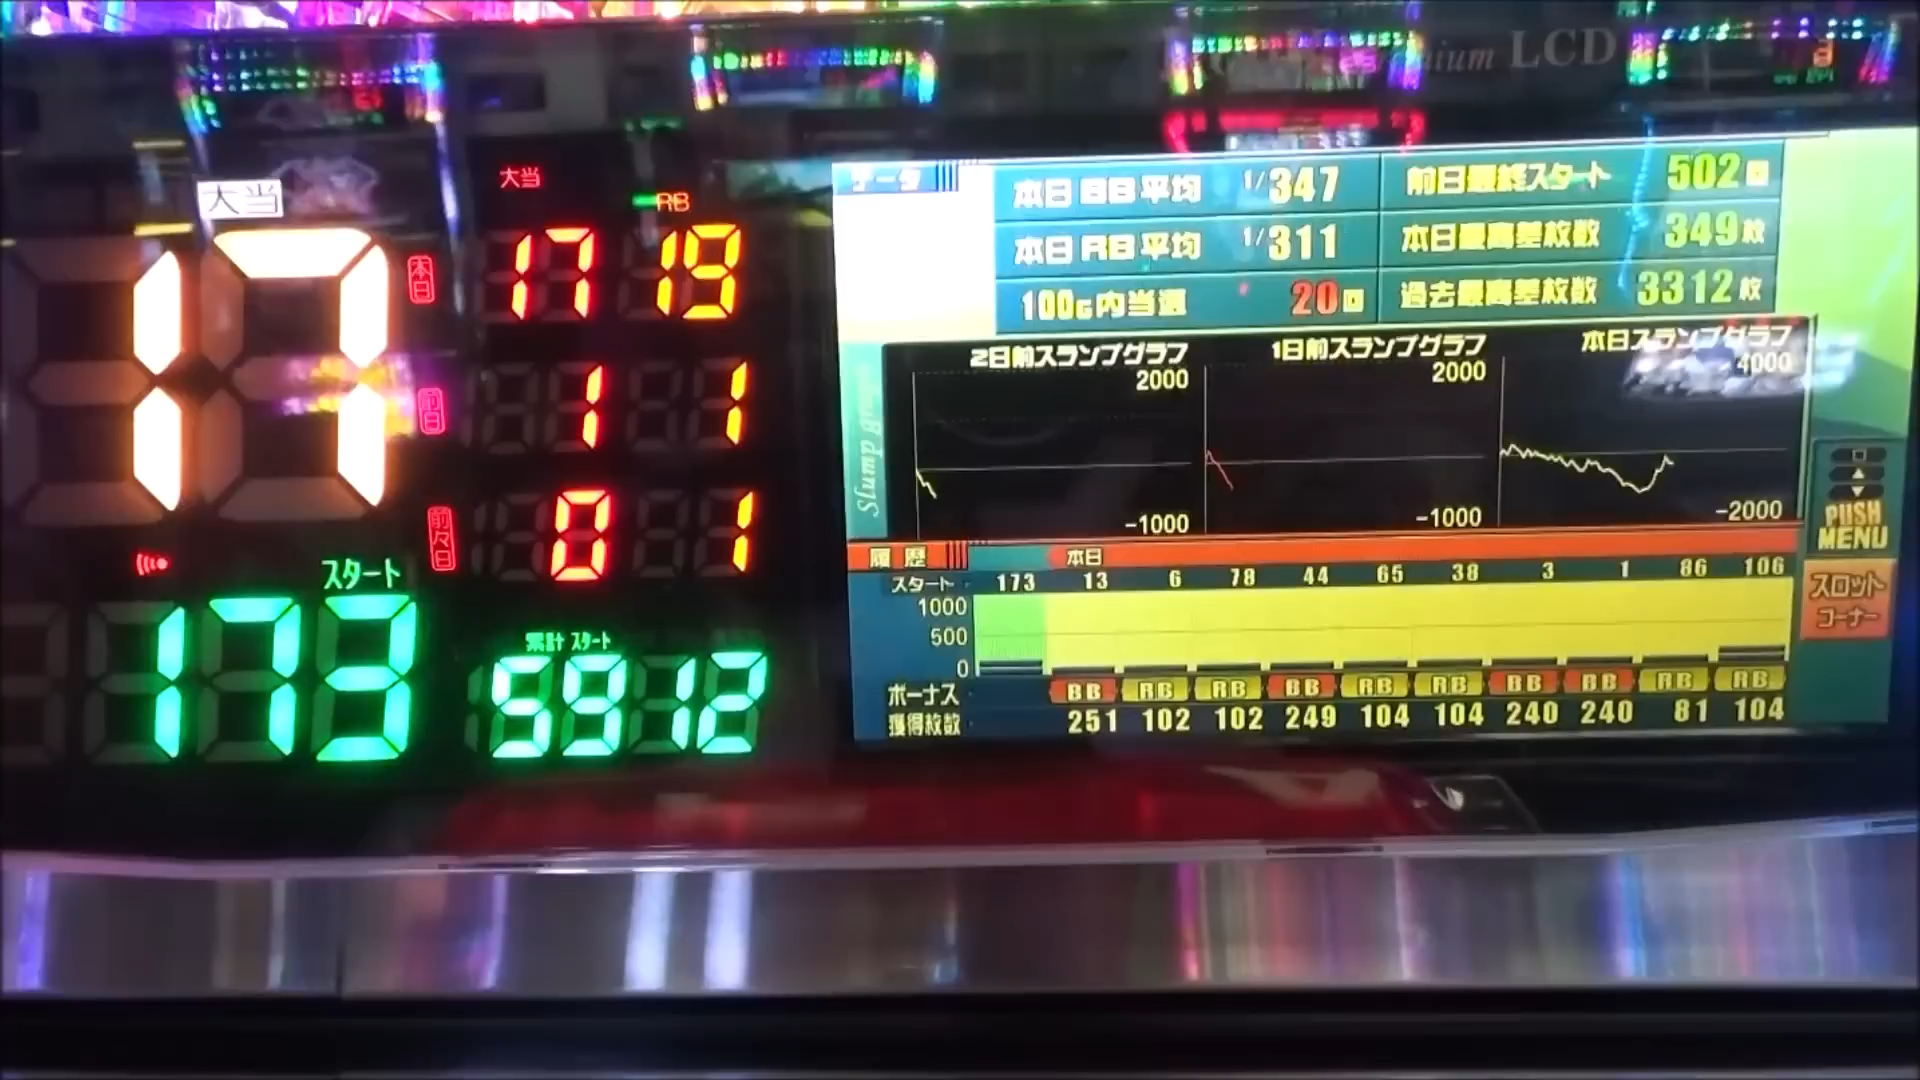 LCD
大当
大当
RB
本日
17
17
19
前日
1
1
前々日
0
1
スタート
173
累計 スタート
5912
データ
本日BB平均 1/347
前日最終スタート 502回
本日RB平均 1/311
本日最高差枚数 349枚
100G内当選 20回
過去最高差枚数 3312枚
2日前スランプグラフ
2000
-1000
1日前スランプグラフ
2000
-1000
本日スランプグラフ
4000
-2000
Slump
PUSH
MENU
スロット
コーナー
履歴
本日
スタート 173 13 6 78 44 65 38 3 1 86 106
1000
500
0
ボーナス BB RB RB BB RB RB BB BB RB RB
獲得枚数 251 102 102 249 104 104 240 240 81 104